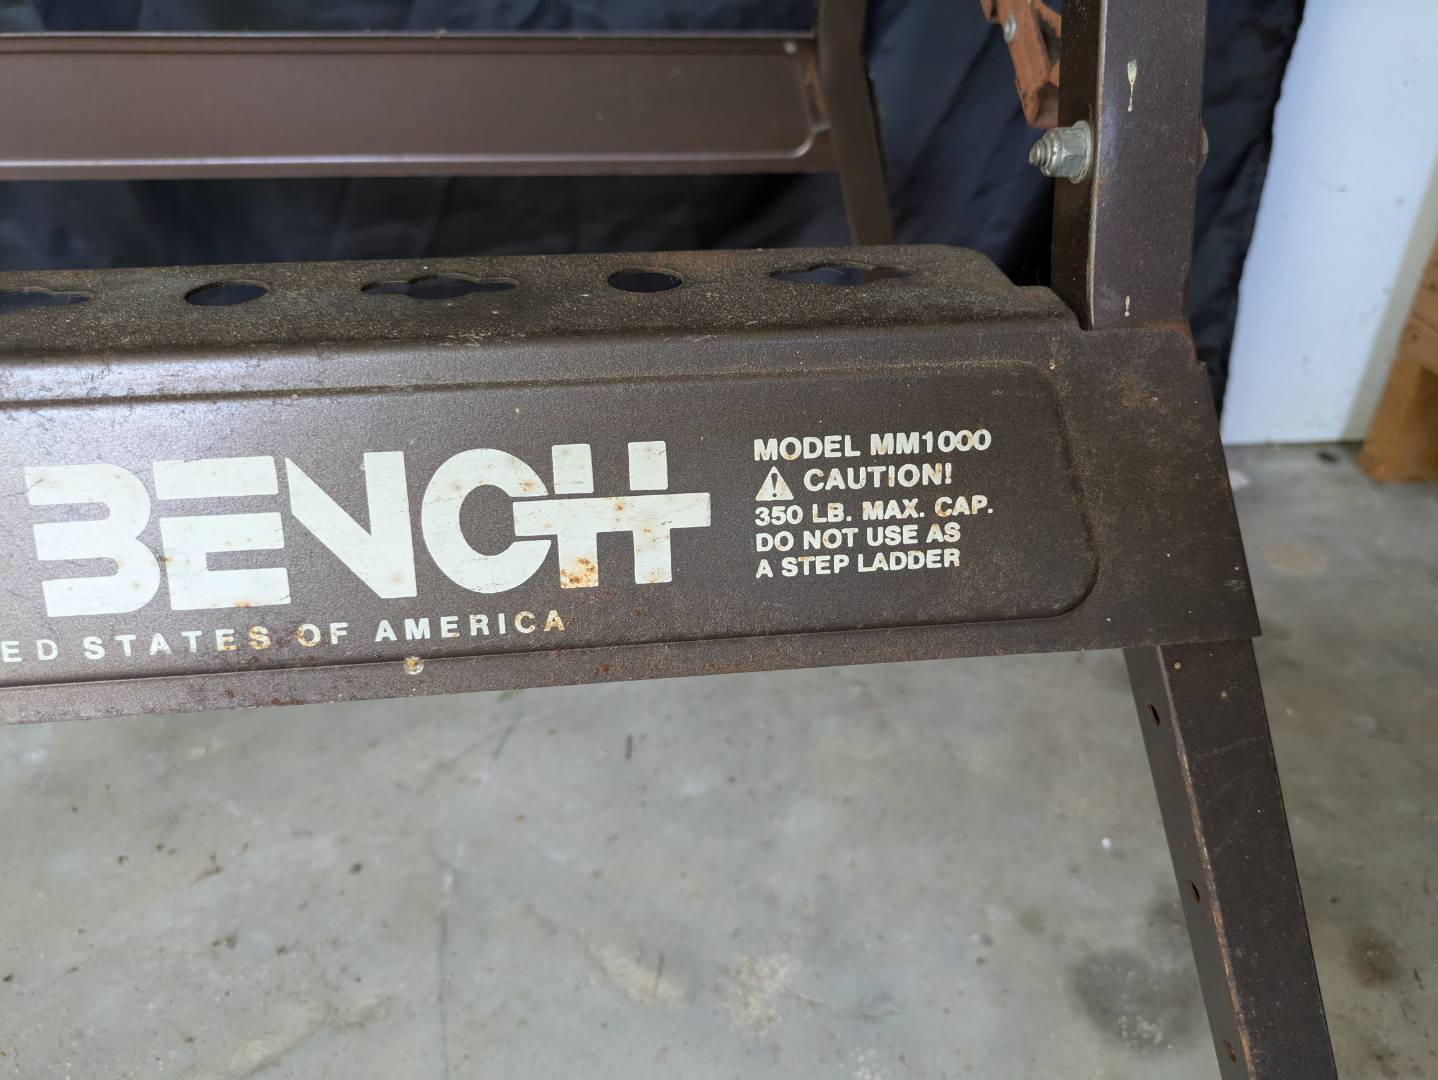 BENCH
ED STATES OF AMERICA
MODEL MM1000
⚠ CAUTION!
350 LB. MAX. CAP.
DO NOT USE AS
A STEP LADDER